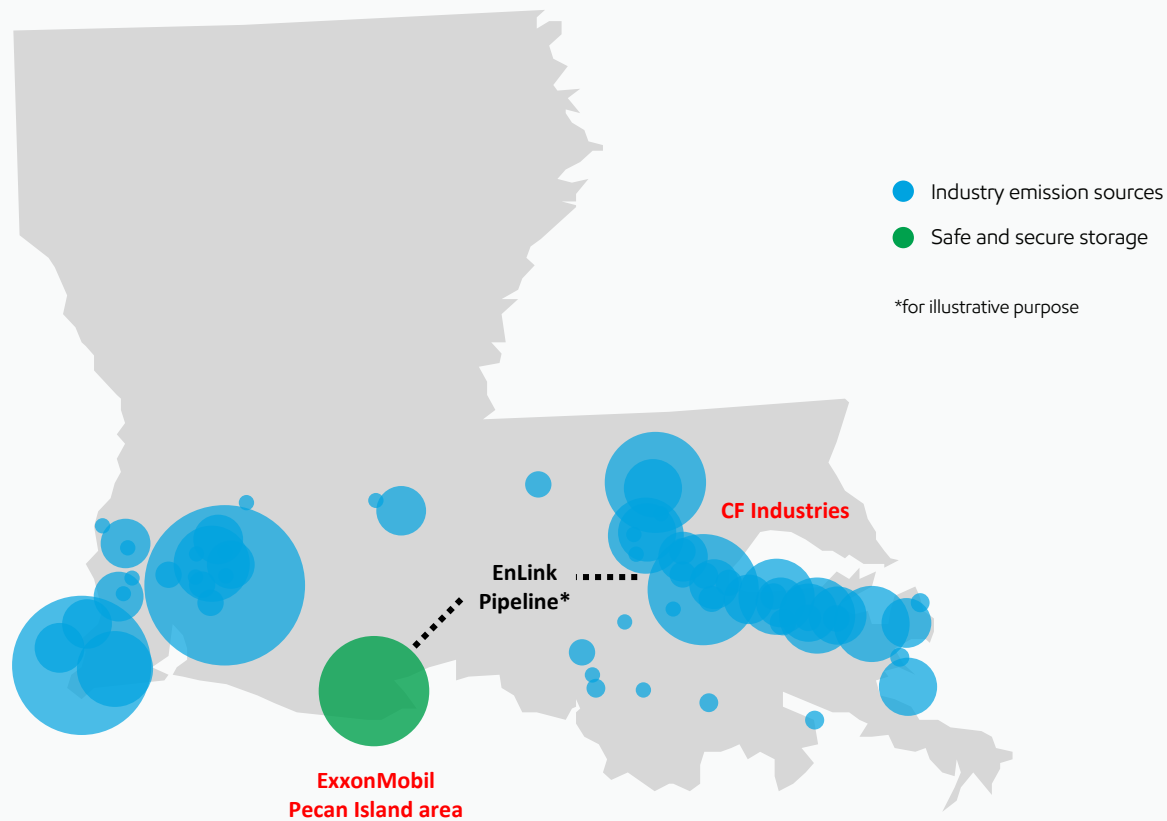 Industry emission sources
Safe and secure storage
*for illustrative purpose
CF Industries
EnLink
Pipeline*
ExxonMobil
Pecan Island area